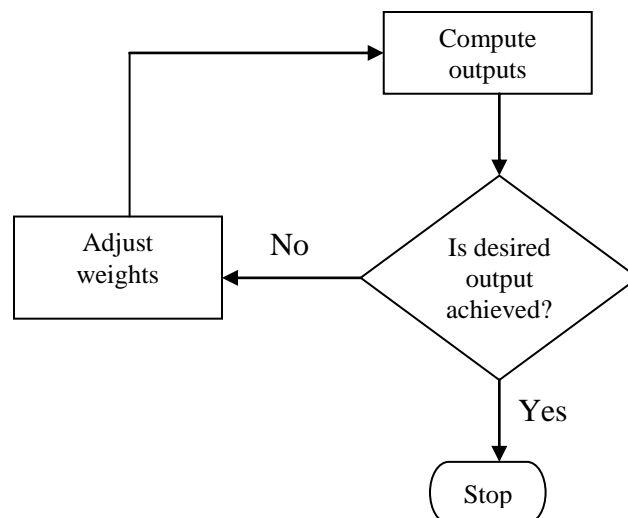 Compute
outputs
Adjust
weights
No
Is desired
output
achieved?
Yes
Stop